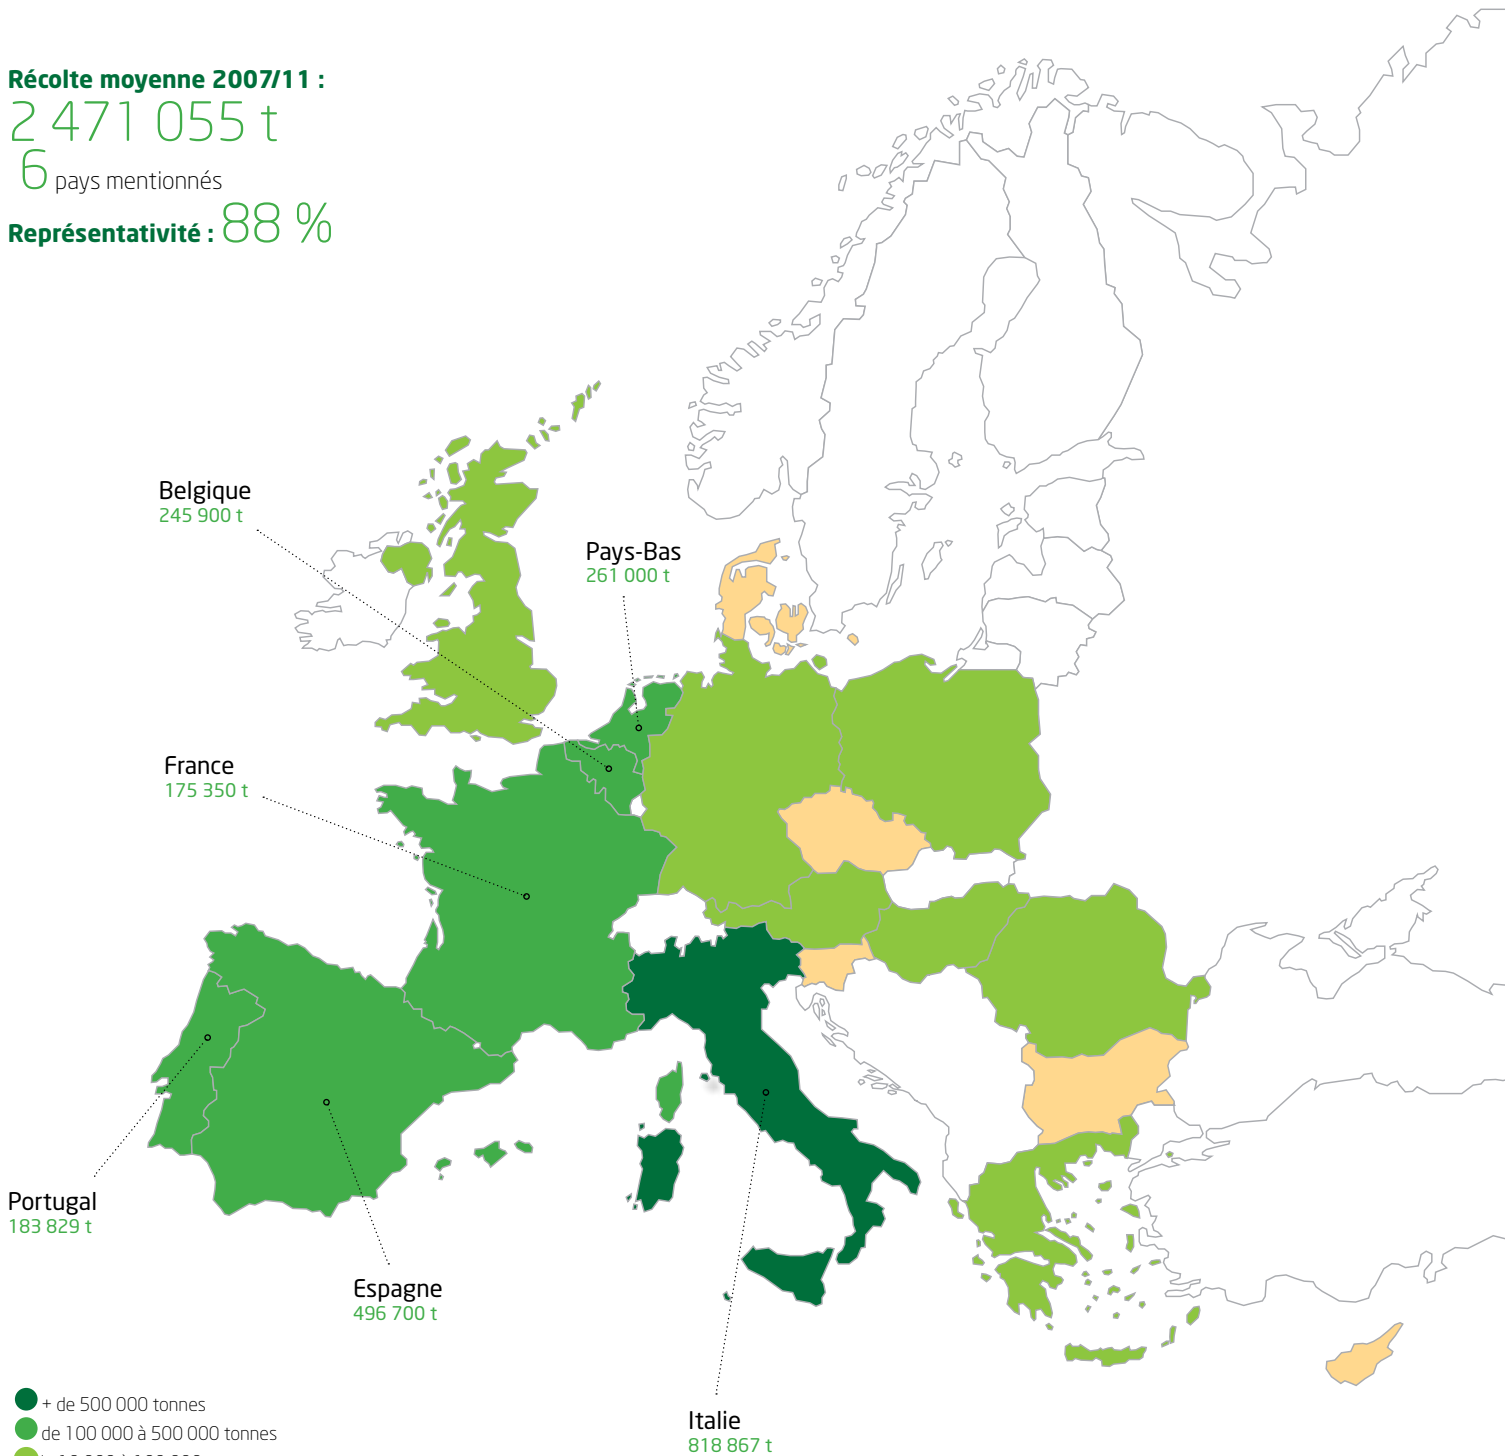 Récolte moyenne 2007/11 :
2 471 055 t
6 pays mentionnés
Représentativité : 88 %
Belgique
245 900 t
Pays-Bas
261 000 t
France
175 350 t
Portugal
183 829 t
Espagne
496 700 t
Italie
818 867 t
+ de 500 000 tonnes
de 100 000 à 500 000 tonnes